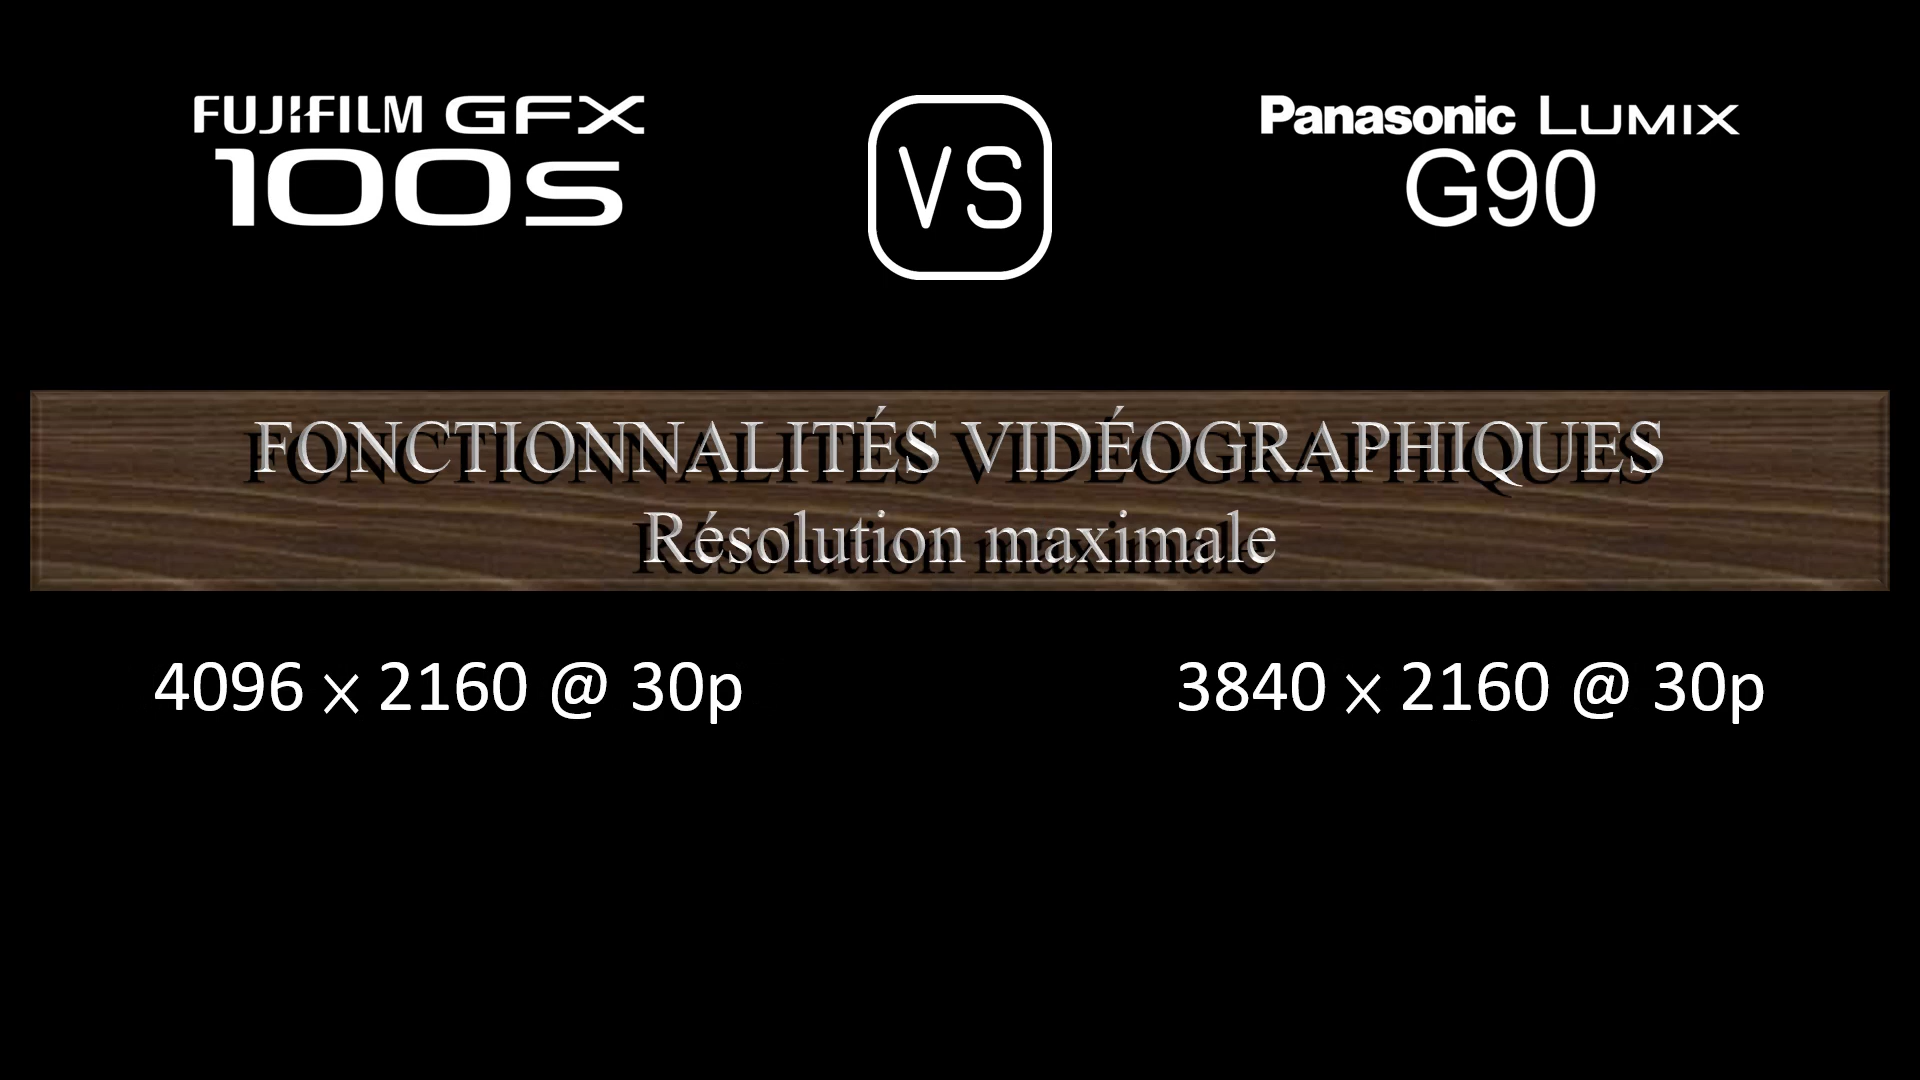 FUJIFILM GFX
100S
VS
Panasonic LUMIX
G90
FONCTIONNALITÉS VIDÉOGRAPHIQUES
Résolution maximale
4096 x 2160 @ 30p
3840 x 2160 @ 30p